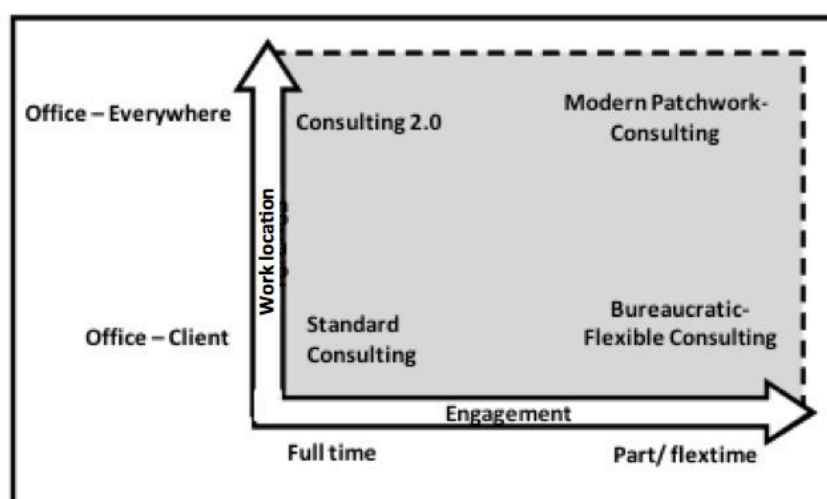 Office – Everywhere
Consulting 2.0
Modern Patchwork-
Consulting
Work location
Office – Client
Standard
Consulting
Bureaucratic-
Flexible Consulting
Engagement
Full time
Part/ flextime